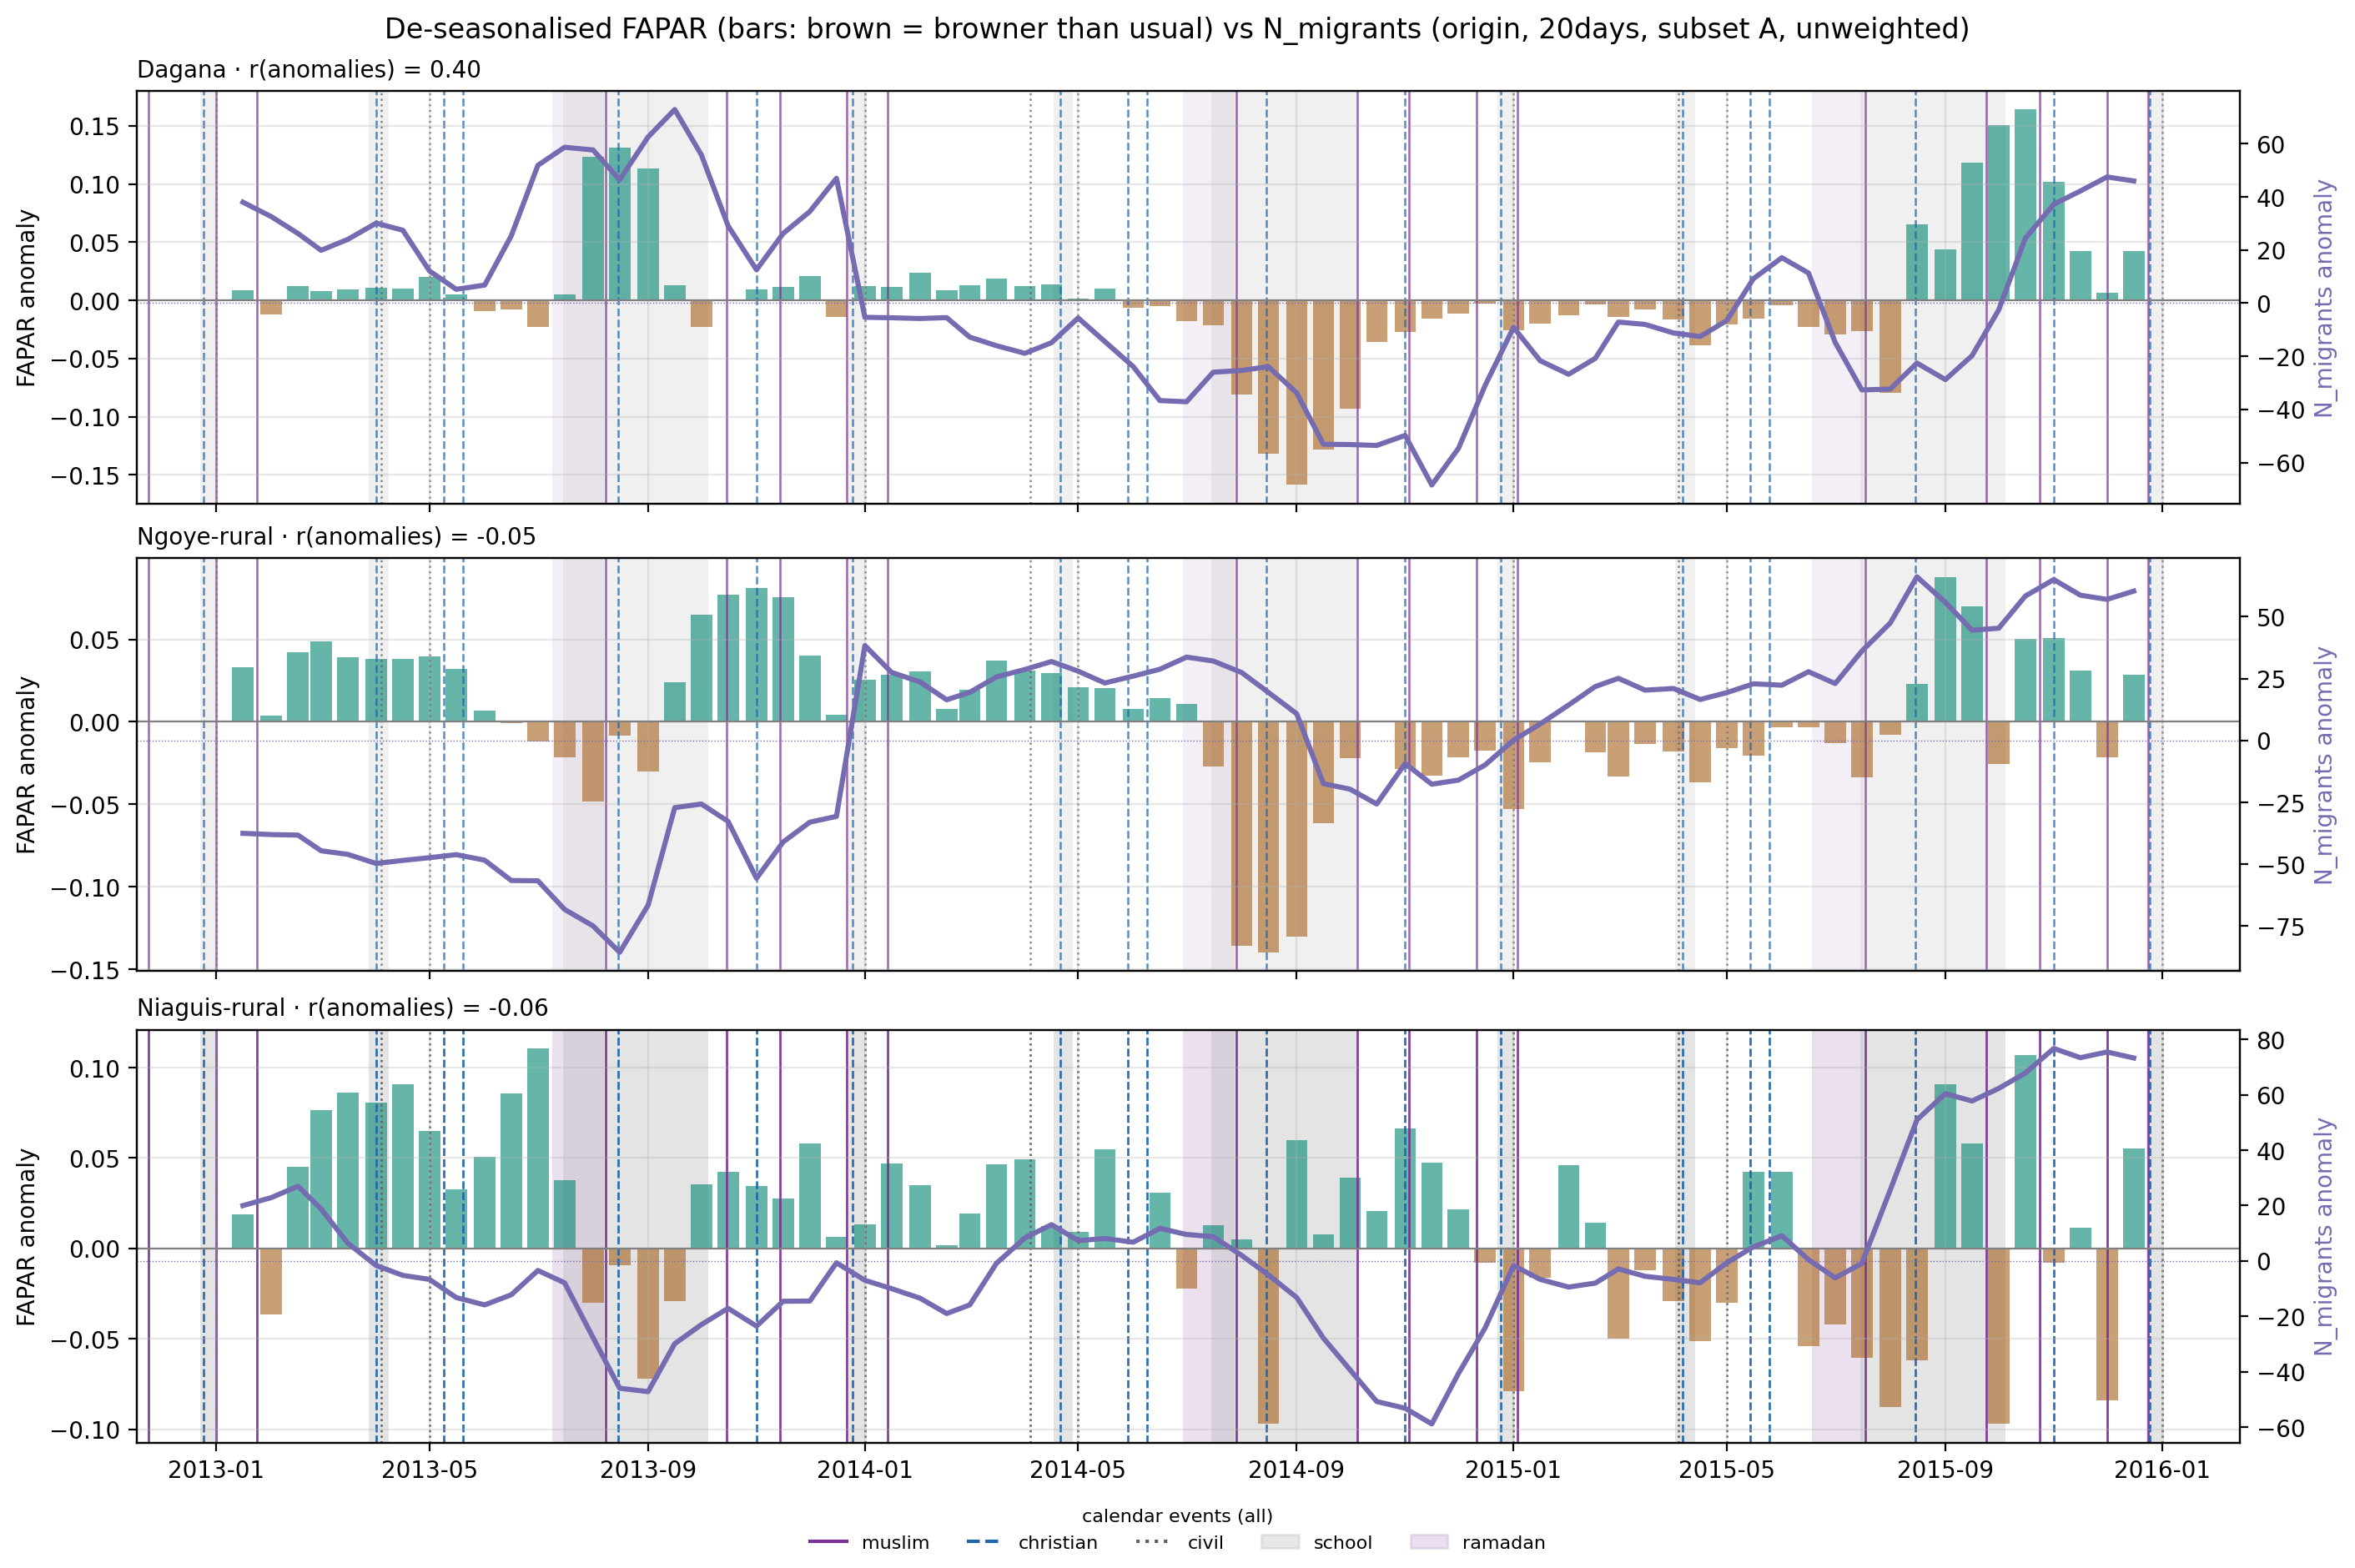 De-seasonalised FAPAR (bars: brown = browner than usual) vs N_migrants (origin, 20days, subset A, unweighted)
Dagana · r(anomalies) = 0.40
0.15
0.10
0.05
0.00
−0.05
−0.10
−0.15
FAPAR anomaly
60
40
20
0
−20
−40
−60
N_migrants anomaly
Ngoye-rural · r(anomalies) = -0.05
0.05
0.00
−0.05
−0.10
−0.15
FAPAR anomaly
50
25
0
−25
−50
−75
N_migrants anomaly
Niaguis-rural · r(anomalies) = -0.06
0.10
0.05
0.00
−0.05
−0.10
FAPAR anomaly
80
60
40
20
0
−20
−40
−60
N_migrants anomaly
2013-01 2013-05 2013-09 2014-01 2014-05 2014-09 2015-01 2015-05 2015-09 2016-01
calendar events (all)
muslim christian civil school ramadan